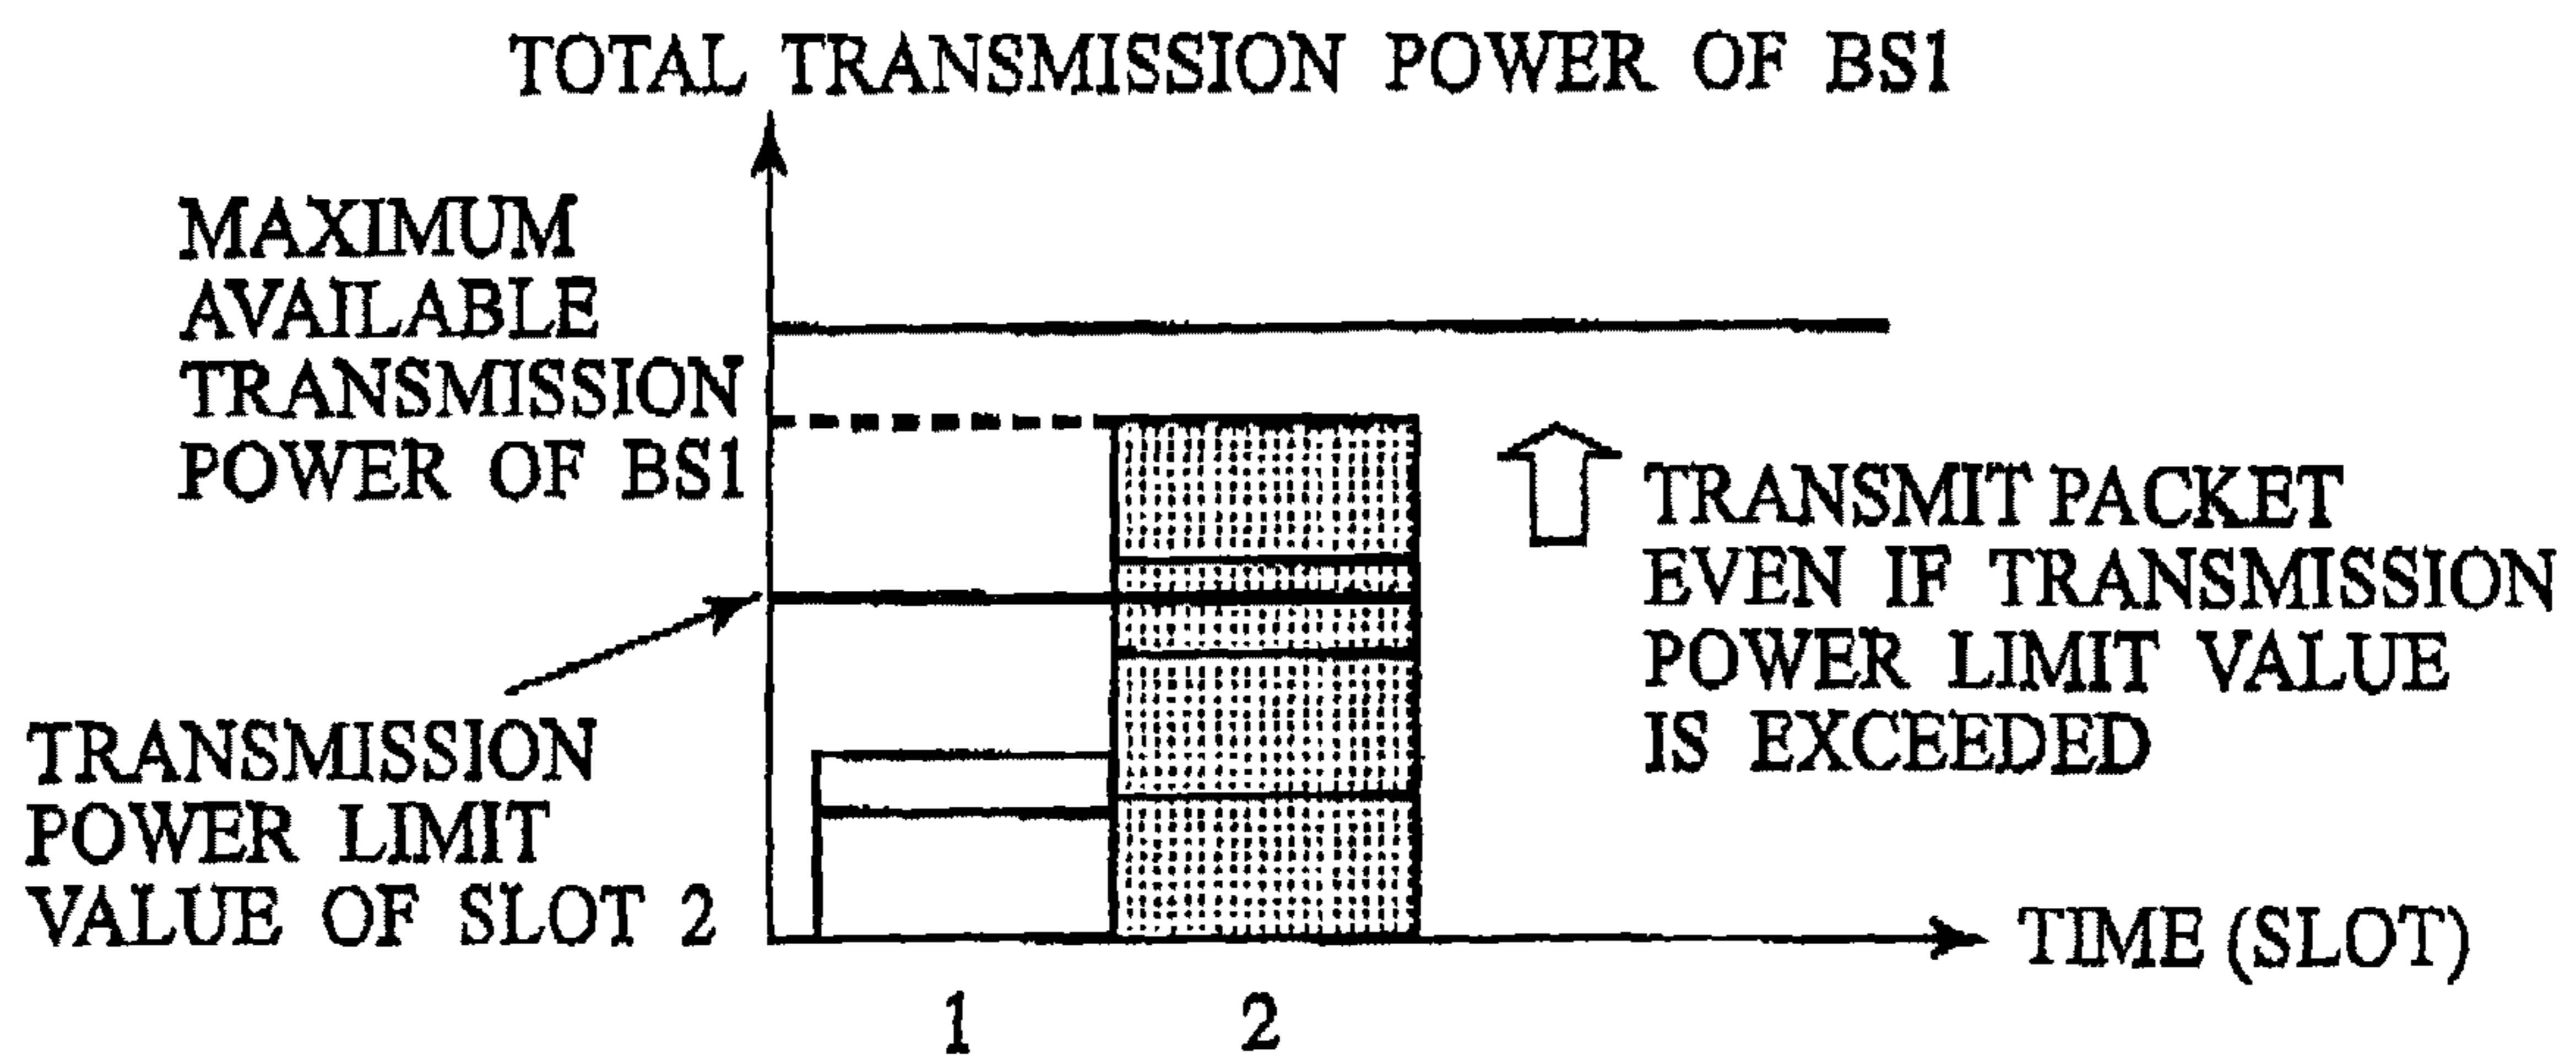 TOTAL TRANSMISSION POWER OF BS1
MAXIMUM
AVAILABLE
TRANSMISSION
POWER OF BS1
TRANSMIT PACKET
EVEN IF TRANSMISSION
POWER LIMIT VALUE
IS EXCEEDED
TRANSMISSION
POWER LIMIT
VALUE OF SLOT 2
TIME (SLOT)
1
2